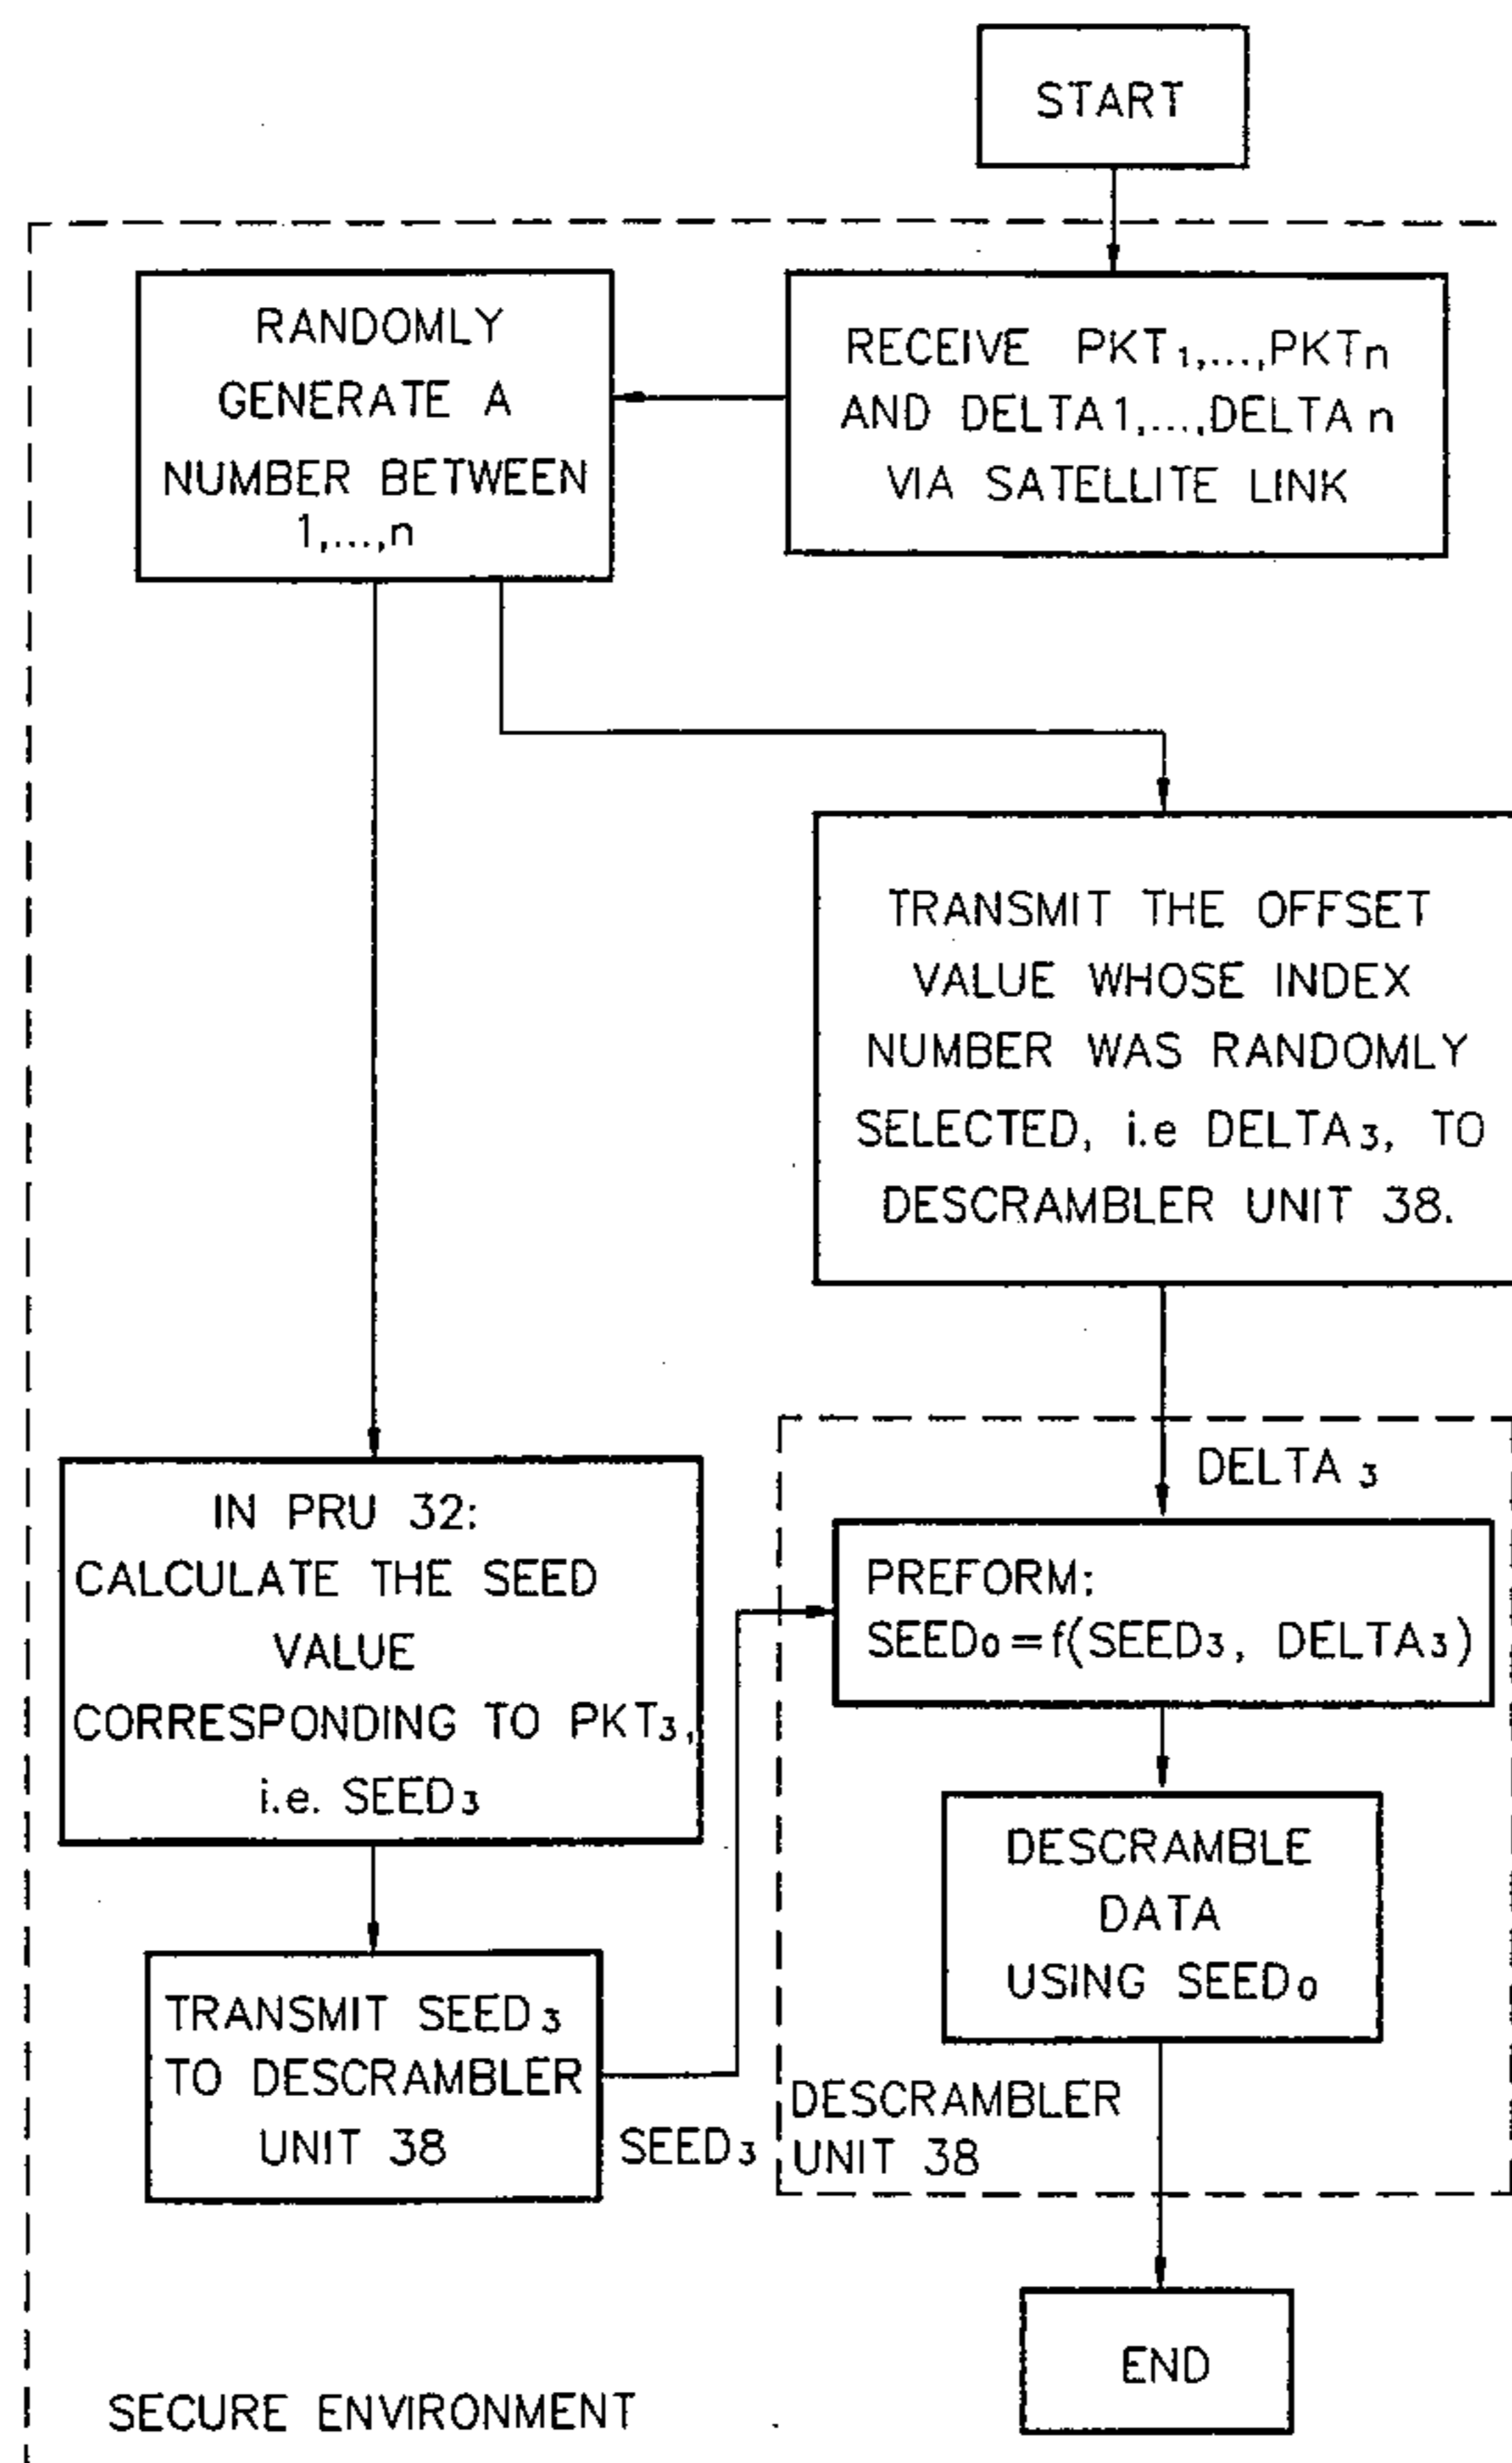 START
RECEIVE PKT₁,...,PKTn
AND DELTA1,...,DELTAn
VIA SATELLITE LINK
RANDOMLY
GENERATE A
NUMBER BETWEEN
1,...,n
TRANSMIT THE OFFSET
VALUE WHOSE INDEX
NUMBER WAS RANDOMLY
SELECTED, i.e DELTA₃, TO
DESCRAMBLER UNIT 38.
IN PRU 32:
CALCULATE THE SEED
VALUE
CORRESPONDING TO PKT₃,
i.e. SEED₃
TRANSMIT SEED₃
TO DESCRAMBLER
UNIT 38
SEED₃
DELTA₃
PREFORM:
SEED₀=f(SEED₃, DELTA₃)
DESCRAMBLE
DATA
USING SEED₀
DESCRAMBLER
UNIT 38
END
SECURE ENVIRONMENT